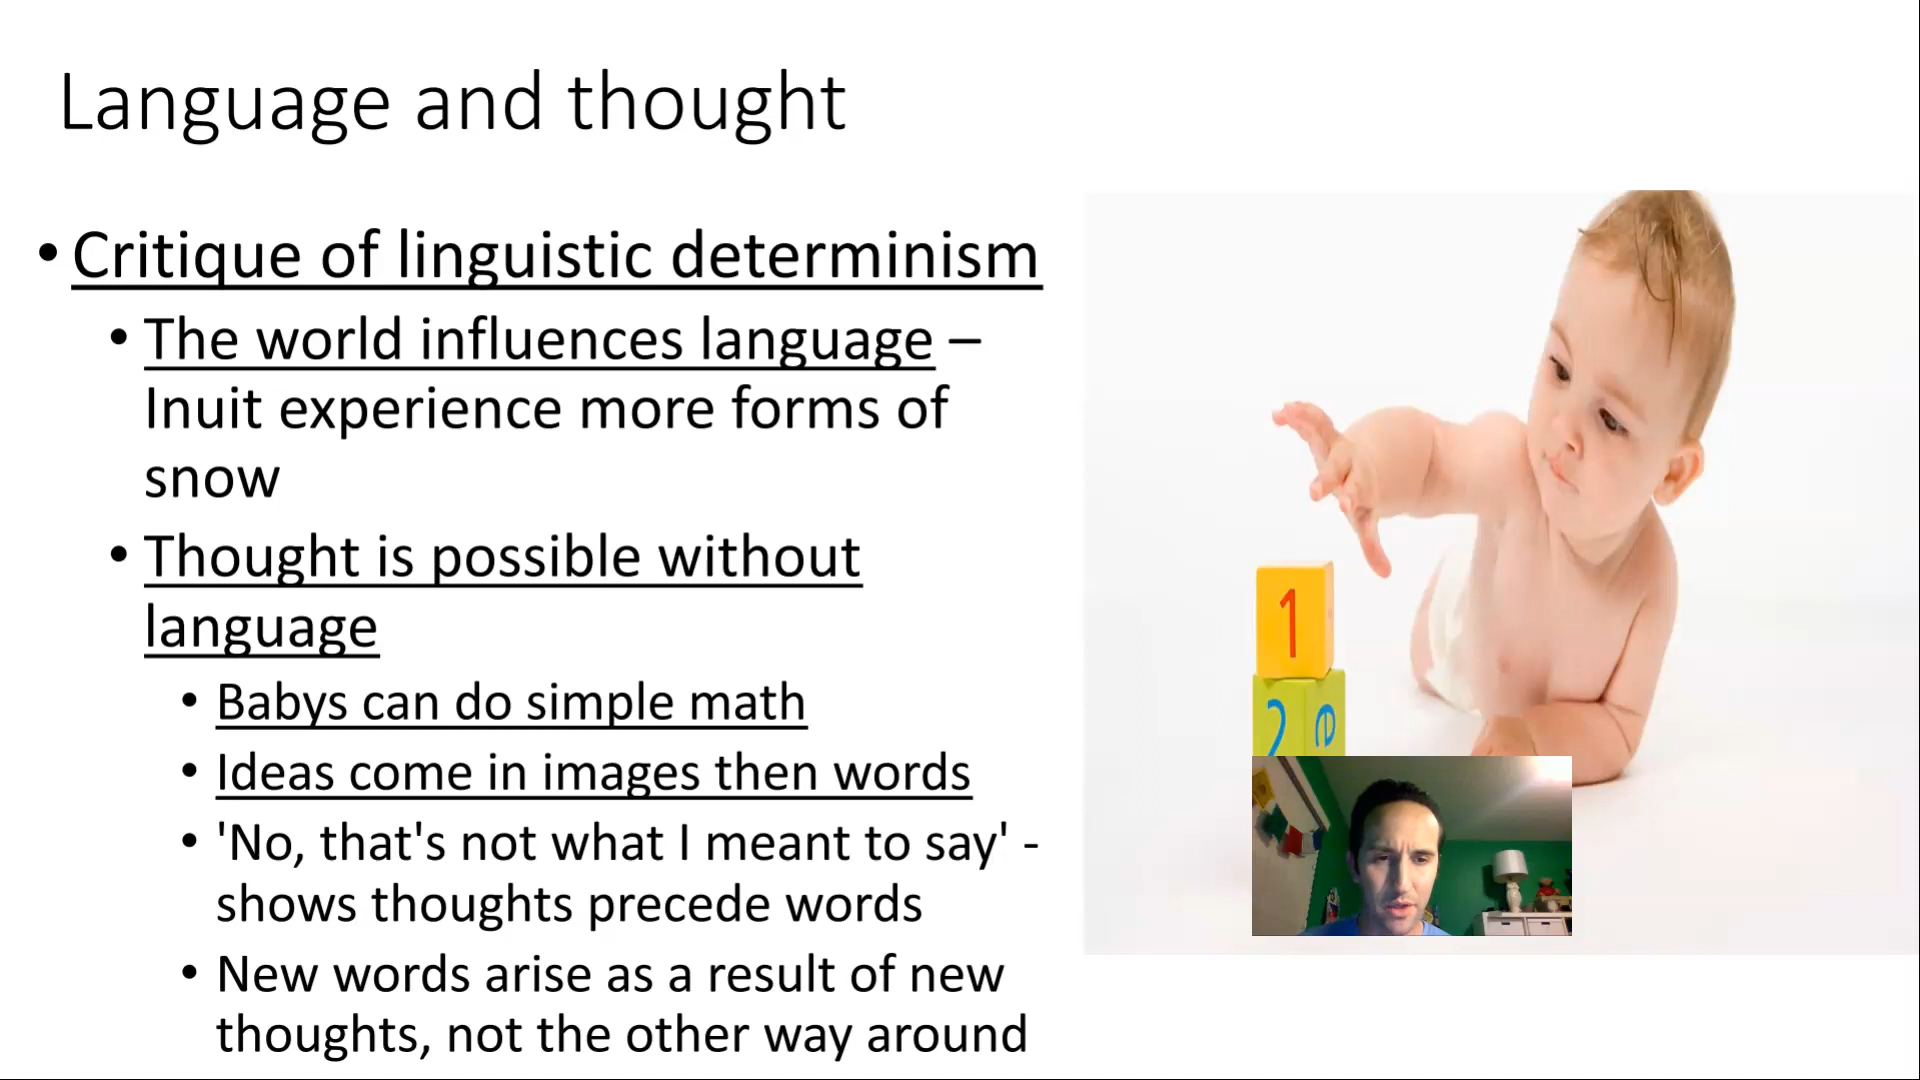 Language and thought
• Critique of linguistic determinism
• The world influences language –
Inuit experience more forms of
snow
• Thought is possible without
language
• Babys can do simple math
• Ideas come in images then words
• 'No, that's not what I meant to say' -
shows thoughts precede words
• New words arise as a result of new
thoughts, not the other way around
1
2 e